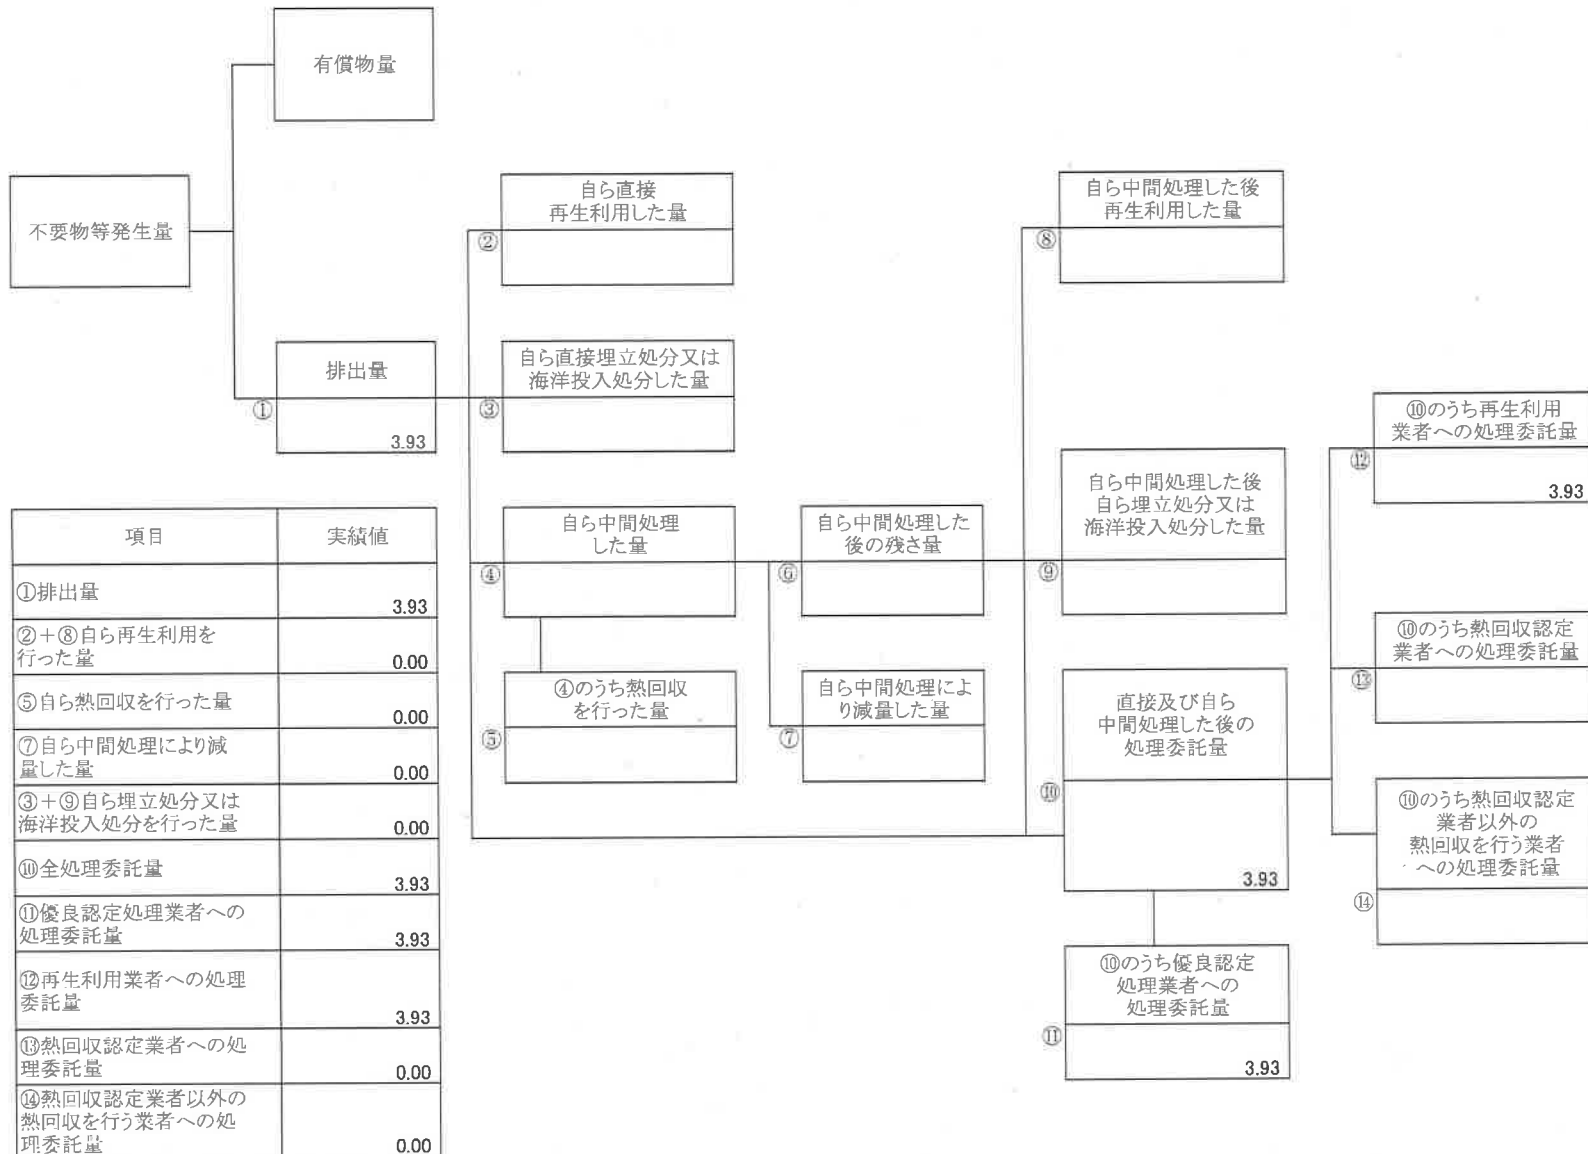 有償物量
不要物等発生量
自ら直接
再生利用した量
②
自ら中間処理した後
再生利用した量
⑧
排出量
①
3.93
自ら直接埋立処分又は
海洋投入処分した量
③
⑩のうち再生利用
業者への処理委託量
⑫
3.93
自ら中間処理した後
自ら埋立処分又は
海洋投入処分した量
⑨
自ら中間処理
した量
④
自ら中間処理した
後の残さ量
⑥
⑩のうち熱回収認定
業者への処理委託量
⑬
④のうち熱回収
を行った量
⑤
自ら中間処理によ
り減量した量
⑦
直接及び自ら
中間処理した後の
処理委託量
⑩
3.93
⑩のうち熱回収認定
業者以外の
熱回収を行う業者
への処理委託量
⑭
⑩のうち優良認定
処理業者への
処理委託量
⑪
3.93
項目 実績値
①排出量
3.93
②+⑧自ら再生利用を
行った量
0.00
⑤自ら熱回収を行った量
0.00
⑦自ら中間処理により減
量した量
0.00
③+⑨自ら埋立処分又は
海洋投入処分を行った量
0.00
⑩全処理委託量
3.93
⑪優良認定処理業者への
処理委託量
3.93
⑫再生利用業者への処理
委託量
3.93
⑬熱回収認定業者への処
理委託量
0.00
⑭熱回収認定業者以外の
熱回収を行う業者への処
理委託量
0.00